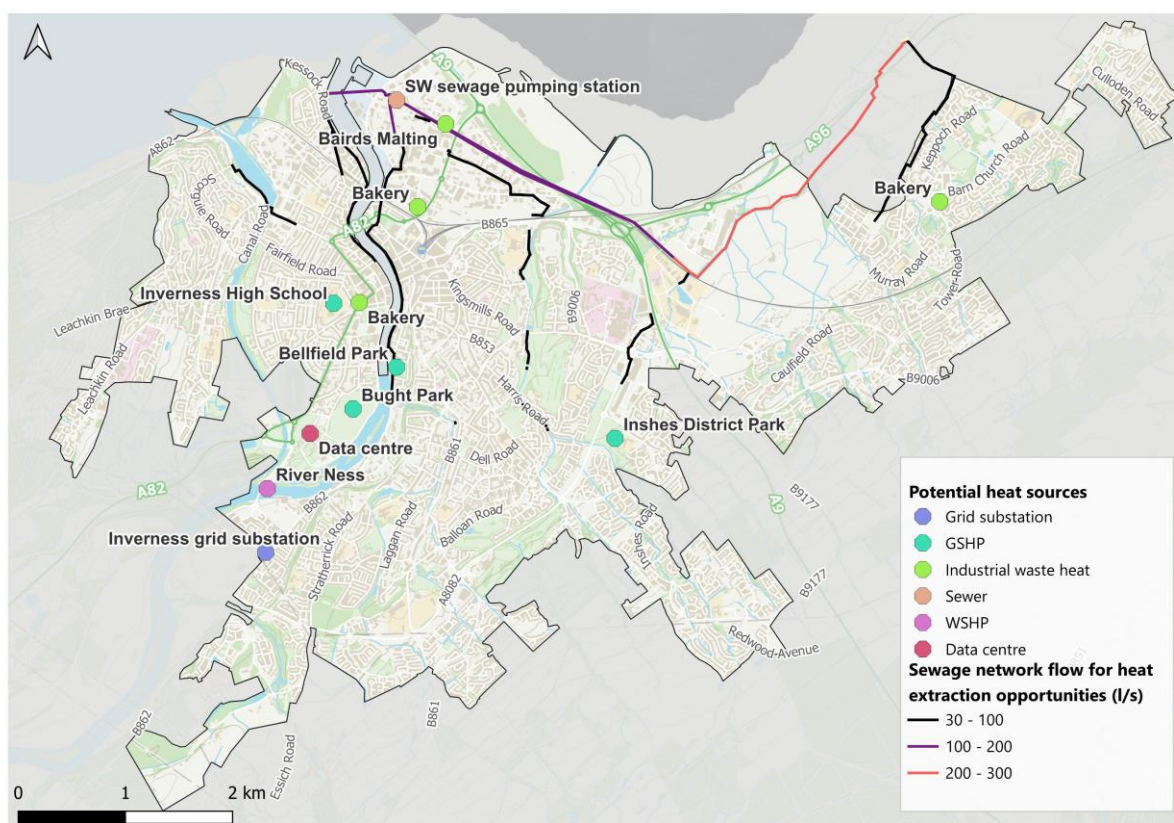 A9
Kessock Road
SW sewage pumping station
Culloden Road
A862
Bairds Malting
A96
Keppoch Road
Scorguie Road
Bakery
Barn Church Road
Bakery
B865
A82
Canal Road
Fairfield Road
Murray Road
Tower Road
Inverness High School
Kingsmills Road
B9006
Leachkin Brae
Bakery
B853
Bellfield Park
Caulfield Road
B9006
Leachkin Road
Bught Park
Harris Road
Inshes District Park
Data centre
B861
Dell Road
River Ness
A82
B862
A9
B9177
Balloan Road
Inverness grid substation
Laggan Road
Stratherrick Road
Inshes Road
A8082
B9177
Redwood-Avenue
B861
B862
Essich Road
Potential heat sources
Grid substation
GSHP
Industrial waste heat
Sewer
WSHP
Data centre
Sewage network flow for heat
extraction opportunities (l/s)
30 - 100
100 - 200
200 - 300
0 1 2 km